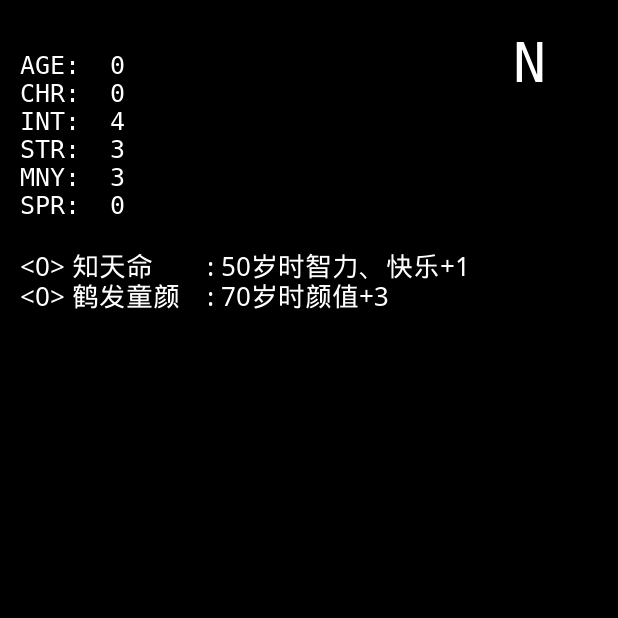 N
AGE: 0
CHR: 0
INT: 4
STR: 3
MNY: 3
SPR: 0
<0> 知天命 : 50岁时智力、快乐+1
<0> 鹤发童颜 : 70岁时颜值+3